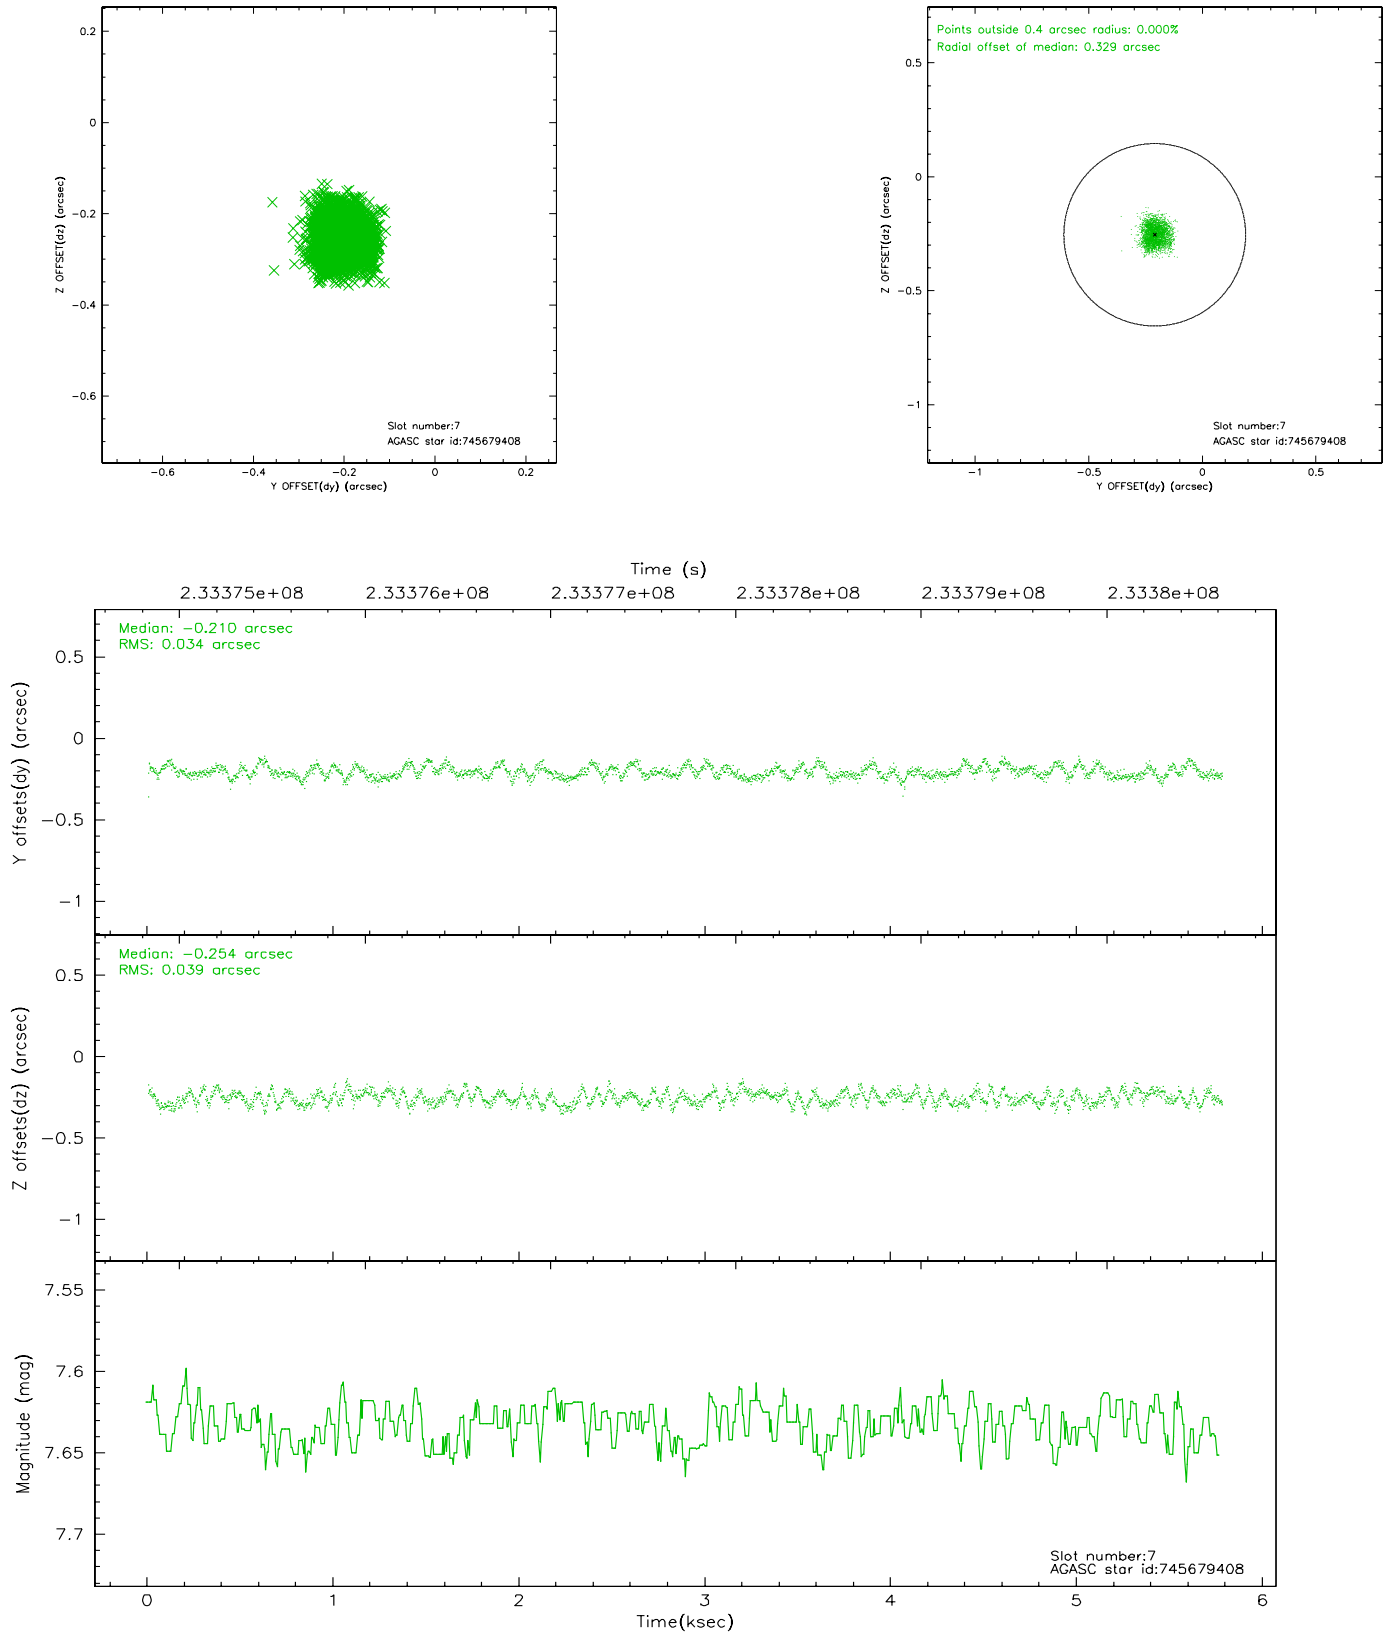 0.2
0
−0.2
−0.4
−0.6
Z OFFSET(dz) (arcsec)
Slot number:7
AGASC star id:745679408
−0.6
−0.4
−0.2
0
0.2
Y OFFSET(dy) (arcsec)
Points outside 0.4 arcsec radius: 0.000%
Radial offset of median: 0.329 arcsec
0.5
0
−0.5
−1
Z OFFSET(dz) (arcsec)
Slot number:7
AGASC star id:745679408
−1
−0.5
0
0.5
Y OFFSET(dy) (arcsec)
Time (s)
2.33375e+08
2.33376e+08
2.33377e+08
2.33378e+08
2.33379e+08
2.3338e+08
Median: −0.210 arcsec
RMS: 0.034 arcsec
0.5
0
−0.5
−1
Y offsets(dy) (arcsec)
Median: −0.254 arcsec
RMS: 0.039 arcsec
0.5
0
−0.5
−1
Z offsets(dz) (arcsec)
7.55
7.6
7.65
7.7
Magnitude (mag)
Slot number:7
AGASC star id:745679408
0
1
2
3
4
5
6
Time(ksec)